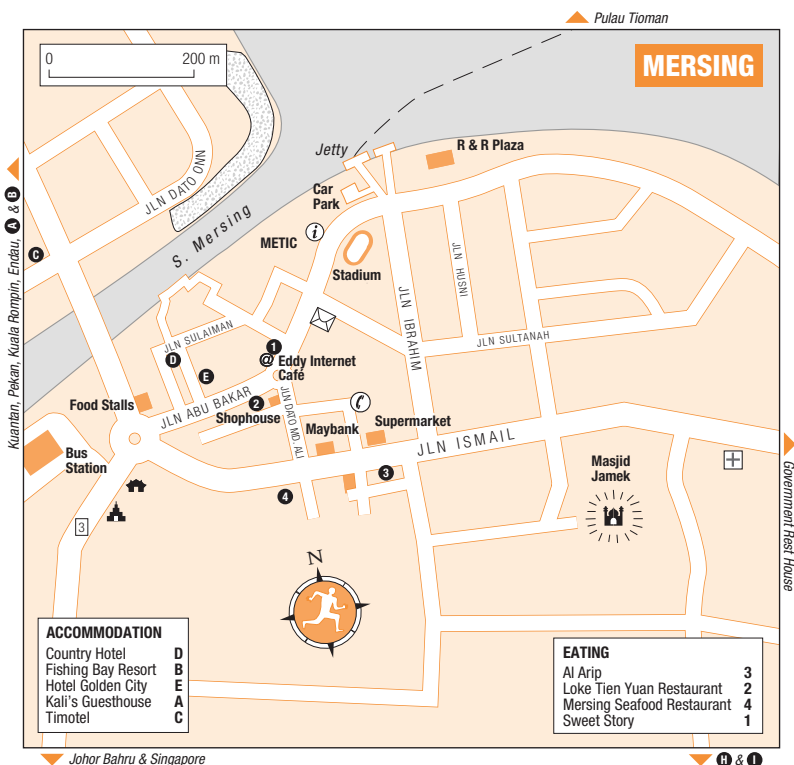 Pulau Tioman
0 200 m
MERSING
Jetty
R & R Plaza
Car
Park
JLN DATO ONN
S. Mersing
METIC
i
Stadium
Kuantan, Pekan, Kuala Rompin, Endau, A & B
C
JLN HUSNI
JLN IBRAHIM
JLN SULTANAH
JLN SULAIMAN
D
E
1
@ Eddy Internet
Café
2
Shophouse
JLN DATO MD. ALI
Food Stalls
JLN ABU BAKAR
Maybank
Supermarket
JLN ISMAIL
Bus
Station
3
4
3
Masjid
Jamek
Government Rest House
N
ACCOMMODATION
Country Hotel D
Fishing Bay Resort B
Hotel Golden City E
Kali's Guesthouse A
Timotel C
EATING
Al Arip 3
Loke Tien Yuan Restaurant 2
Mersing Seafood Restaurant 4
Sweet Story 1
Johor Bahru & Singapore
H & I